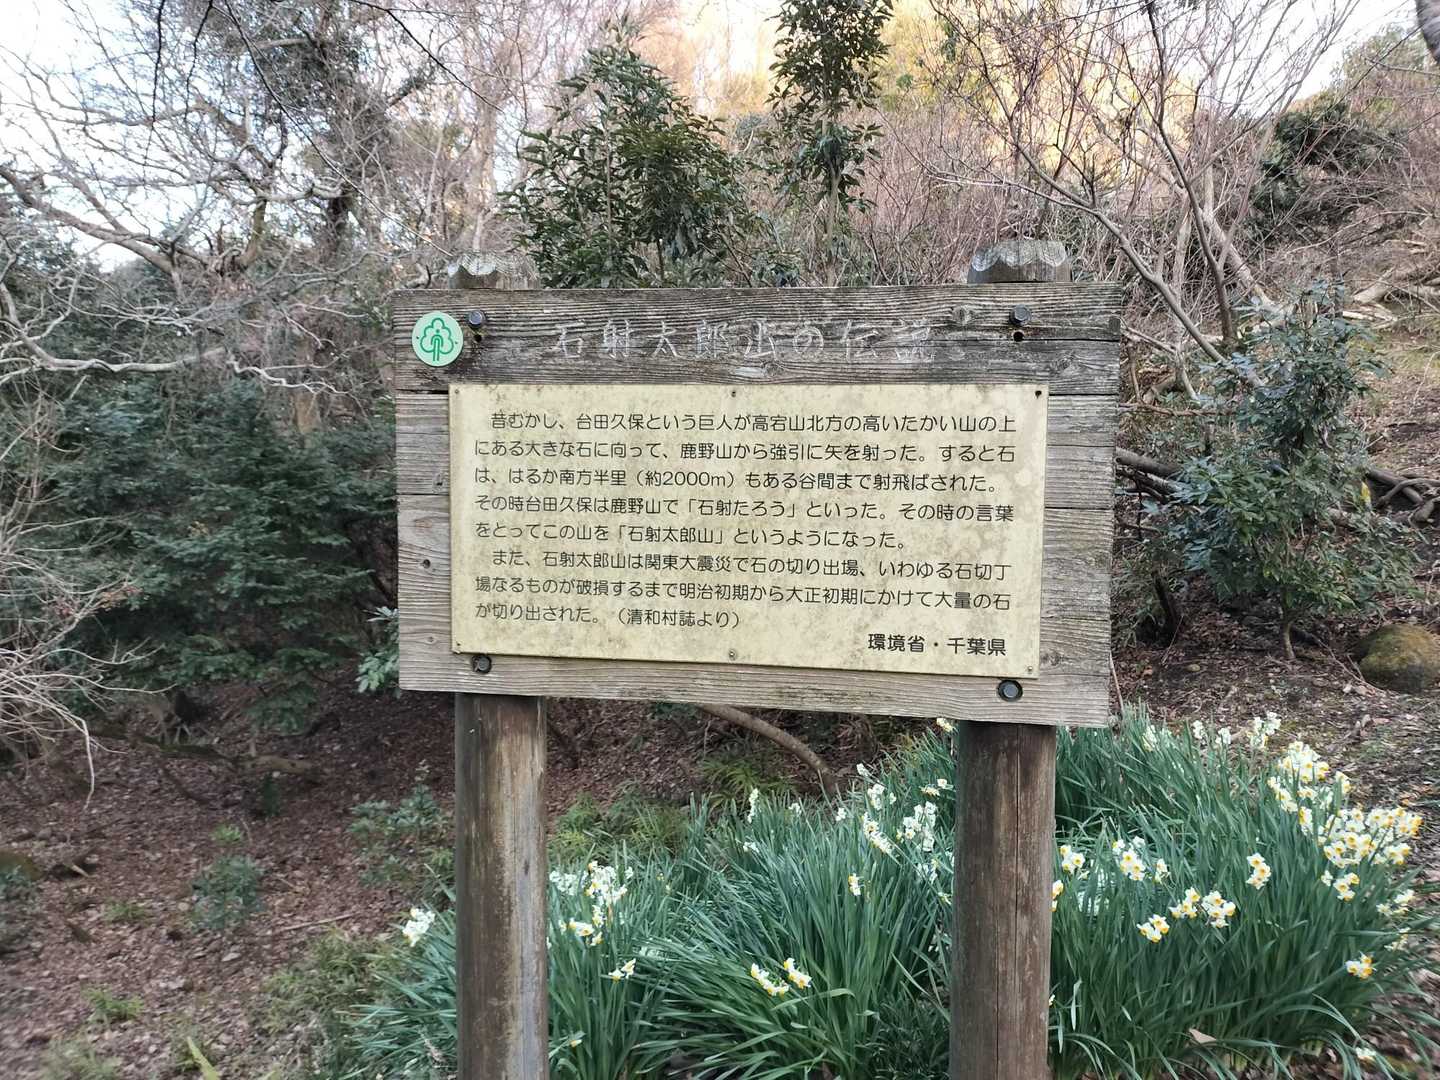 石射太郎山の伝説
昔むかし、台田久保という巨人が高宕山北方の高いたかい山の上
にある大きな石に向って、鹿野山から強引に矢を射った。すると石
は、はるか南方半里（約2000m）もある谷間まで射飛ばされた。
その時台田久保は鹿野山で「石射たろう」といった。その時の言葉
をとってこの山を「石射太郎山」というようになった。
また、石射太郎山は関東大震災で石の切り出場、いわゆる石切丁
場なるものが破損するまで明治初期から大正初期にかけて大量の石
が切り出された。（清和村誌より）
環境省・千葉県